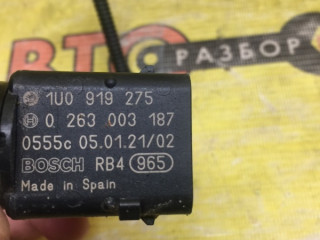 ВТО
РАЗБОР
1U0 919 275
0 263 003 187
0555c 05.01.21/02
BOSCH RB4 965
Made in Spain